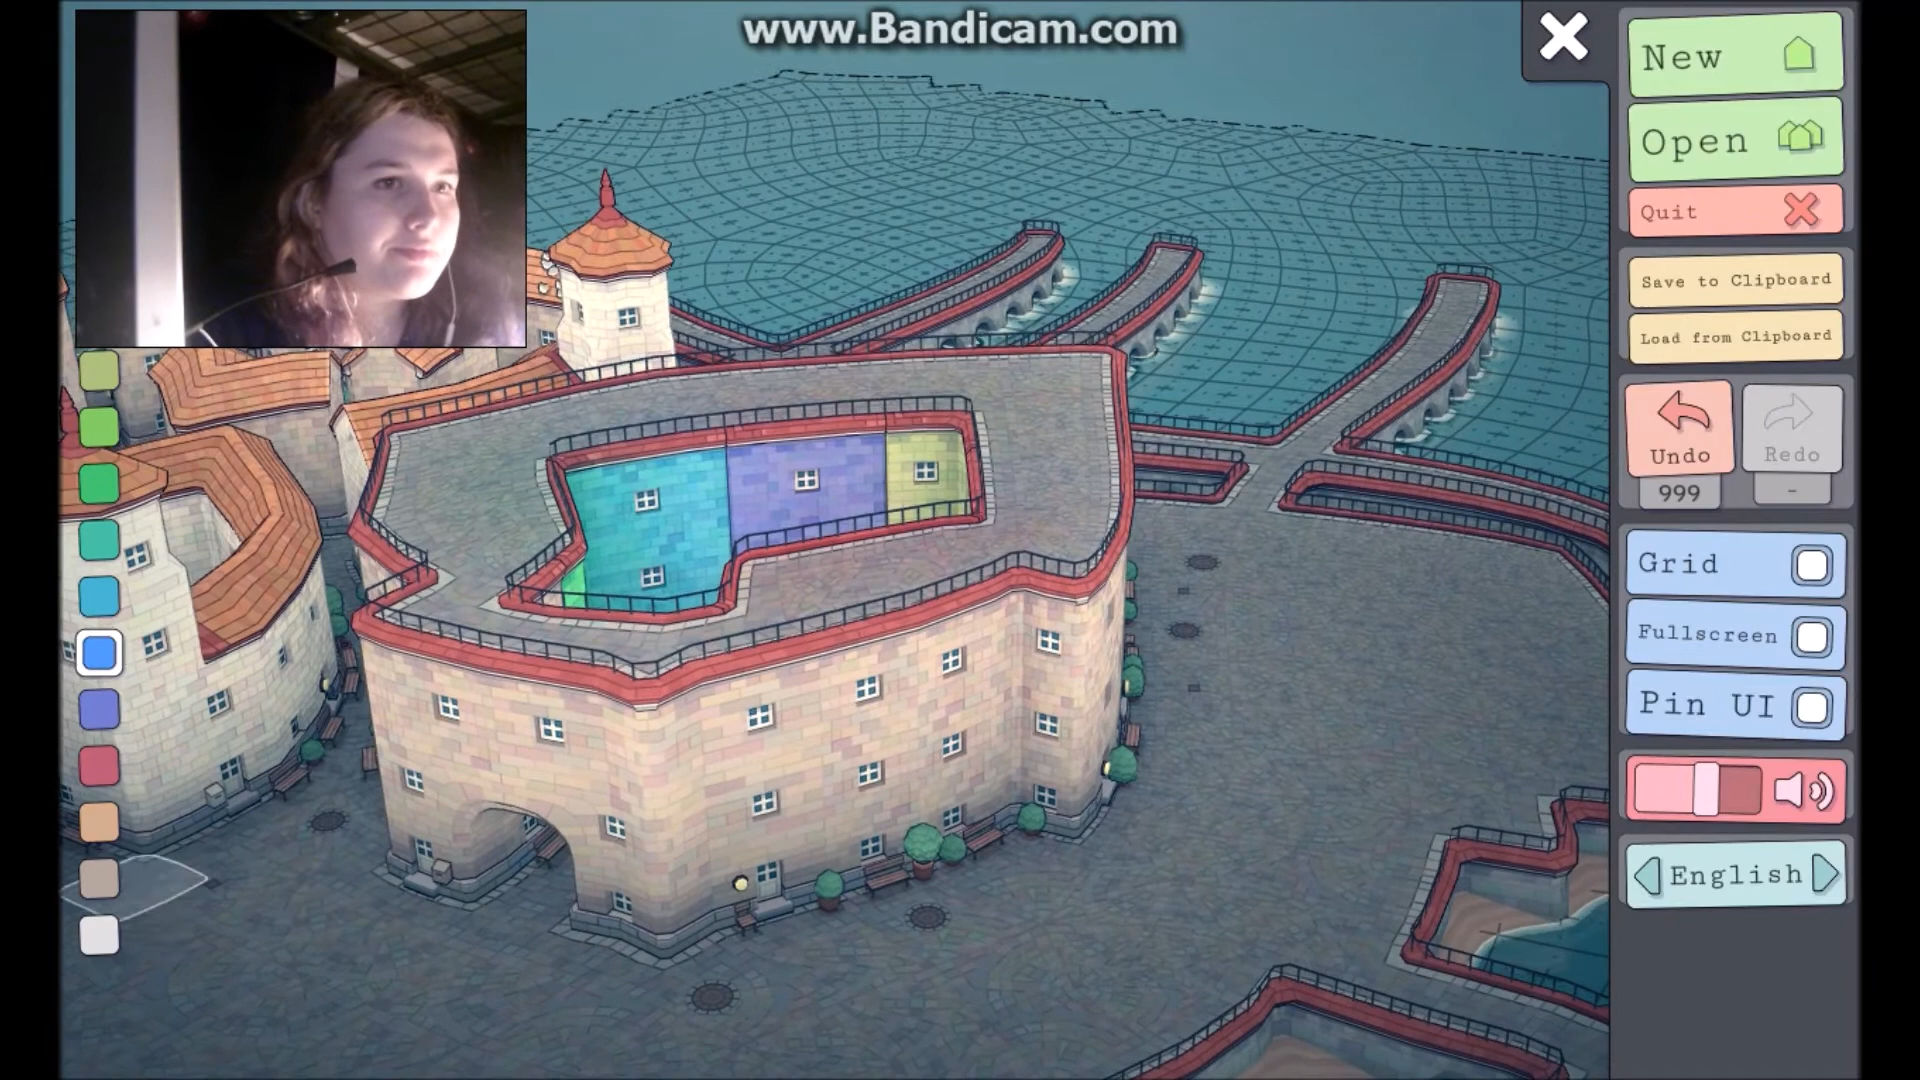 www.Bandicam.com
New
Open
Quit
Save to Clipboard
Load from Clipboard
Undo
Redo
999
-
Grid
Fullscreen
Pin UI
English